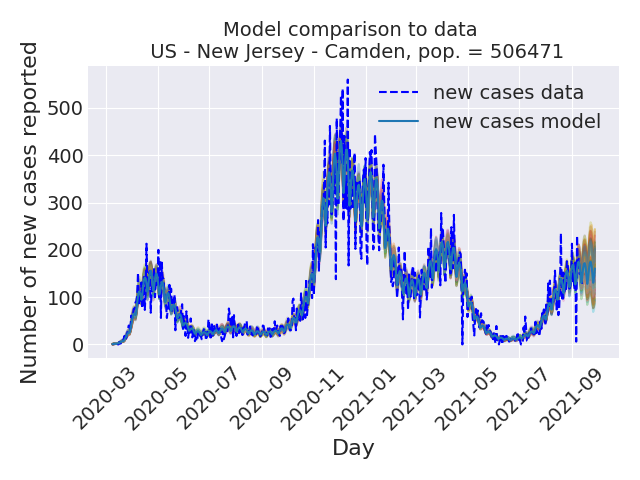 Model comparison to data
US - New Jersey - Camden, pop. = 506471
Number of new cases reported
500
400
300
200
100
0
new cases data
new cases model
2020-03
2020-05
2020-07
2020-09
2020-11
2021-01
2021-03
2021-05
2021-07
2021-09
Day